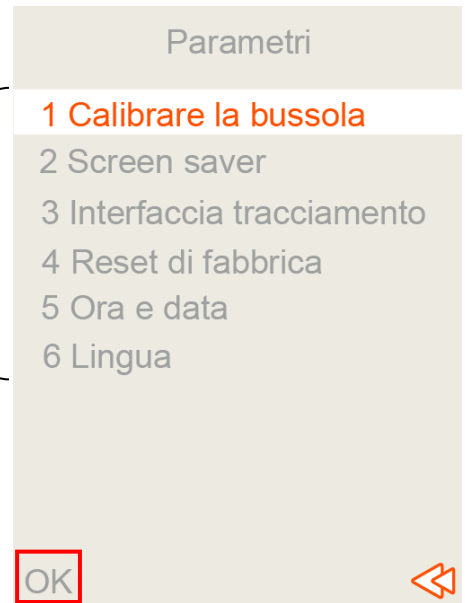 Parametri
1 Calibrare la bussola
2 Screen saver
3 Interfaccia tracciamento
4 Reset di fabbrica
5 Ora e data
6 Lingua
OK